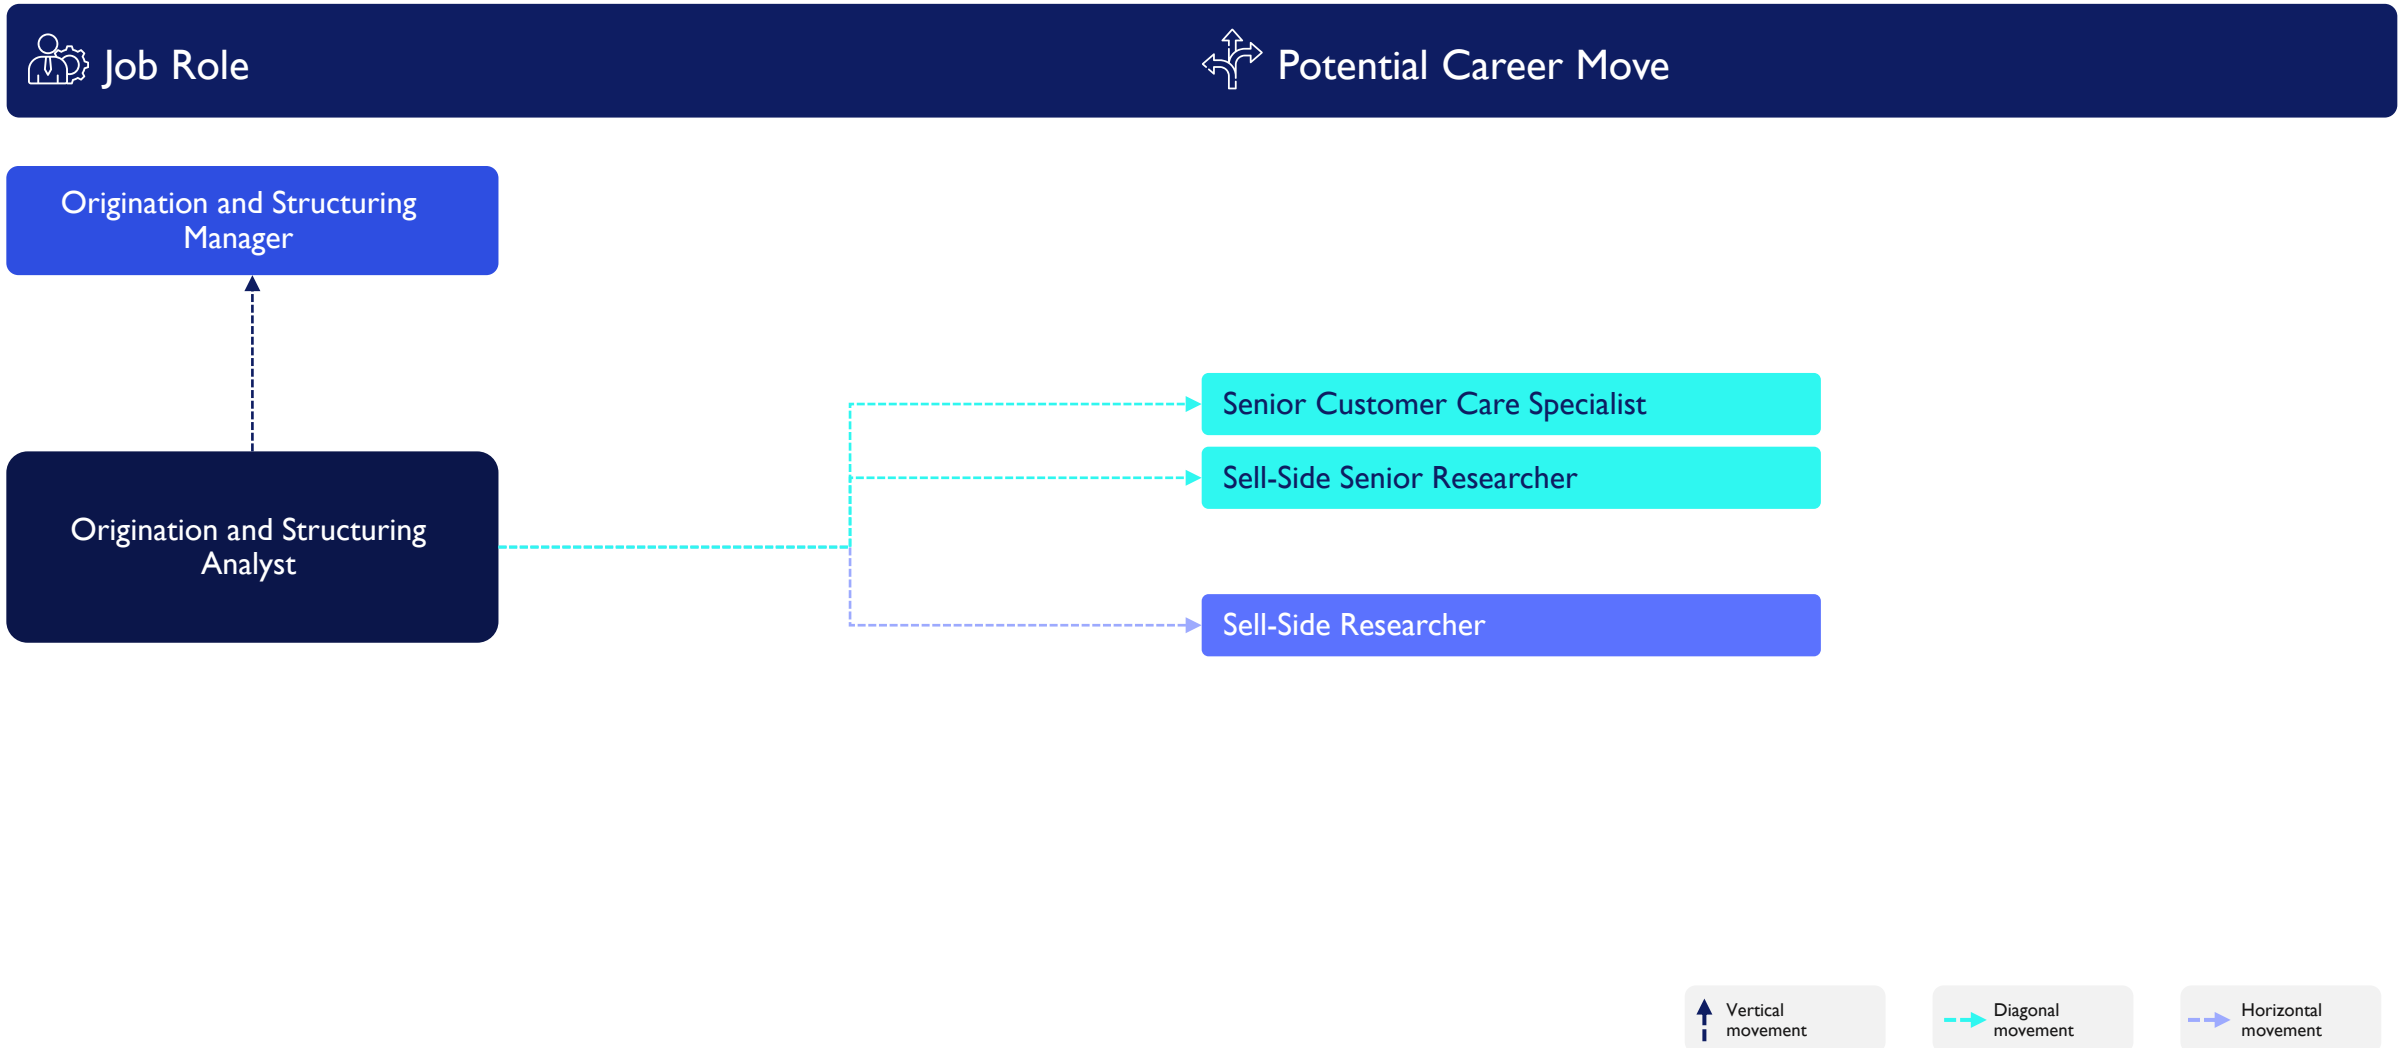 Job Role
Potential Career Move
Origination and Structuring
Manager
Senior Customer Care Specialist
Sell-Side Senior Researcher
Origination and Structuring
Analyst
Sell-Side Researcher
Vertical
movement
Diagonal
movement
Horizontal
movement